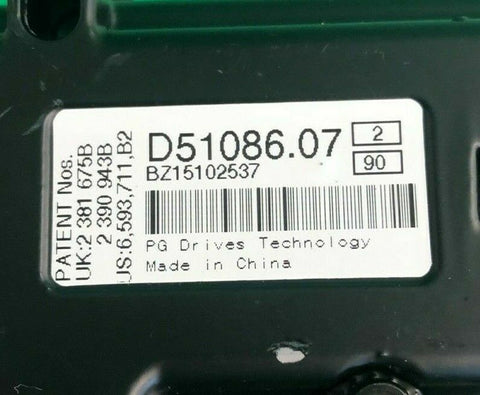 PATENT Nos.
UK:2 381 675B
2 390 943B
US:6,593,711,B2
D51086.07
2
BZ15102537
90
PG Drives Technology
Made in China